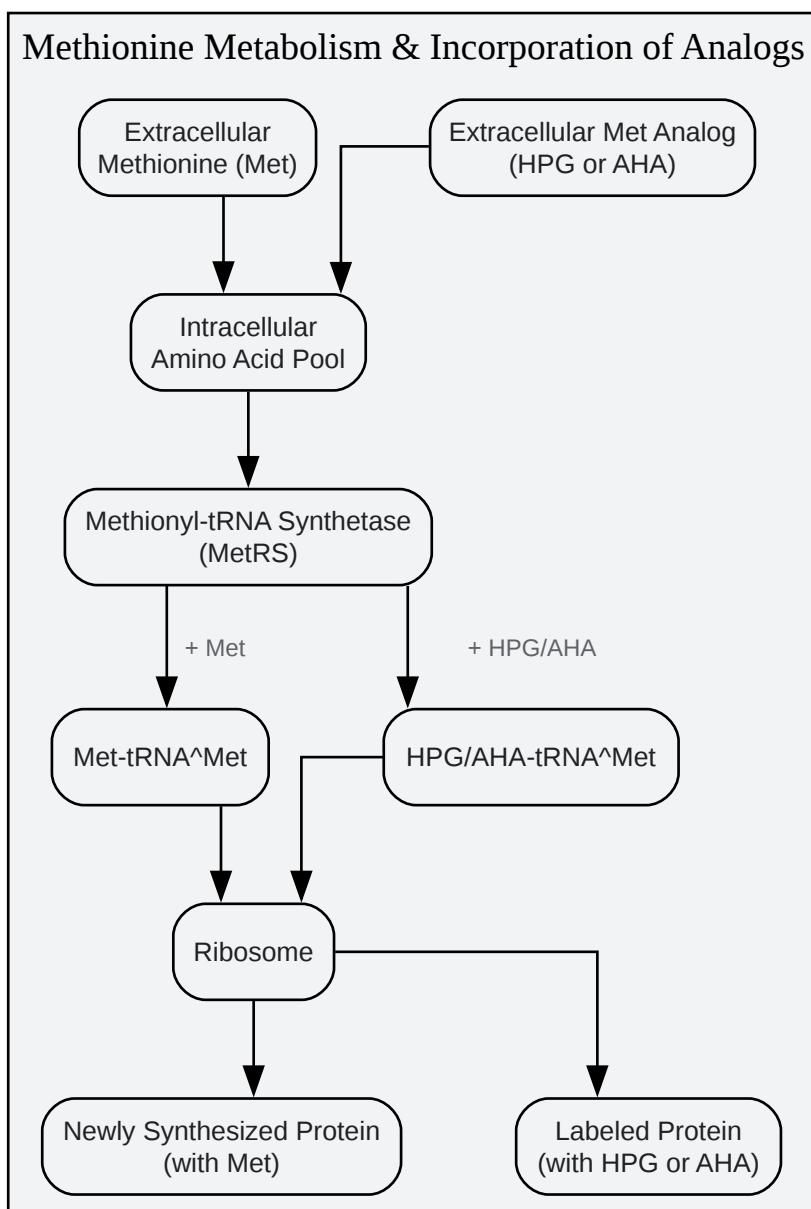 Methionine Metabolism & Incorporation of Analogs
Extracellular
Methionine (Met)
Extracellular Met Analog
(HPG or AHA)
Intracellular
Amino Acid Pool
Methionyl-tRNA Synthetase
(MetRS)
+ Met
+ HPG/AHA
Met-tRNA^Met
HPG/AHA-tRNA^Met
Ribosome
Newly Synthesized Protein
(with Met)
Labeled Protein
(with HPG or AHA)